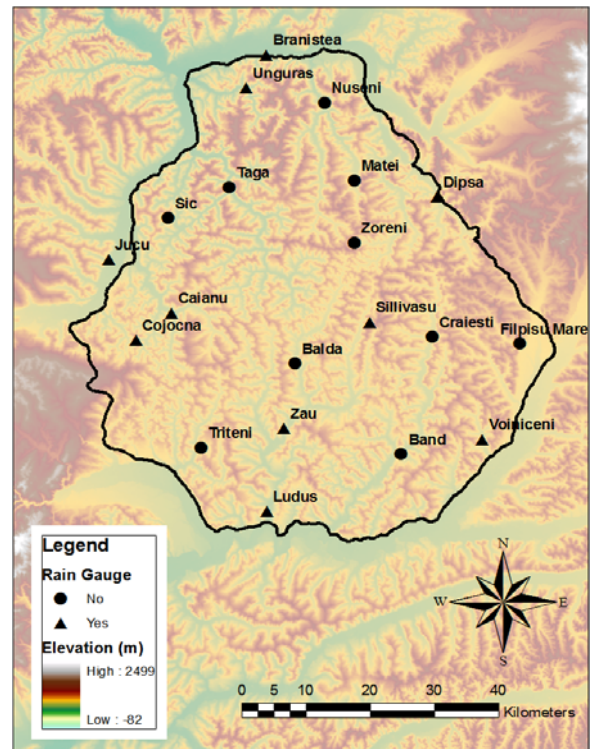 Branistea
Unguras
Nuseni
Taga
Matei
Dipsa
Sic
Zoreni
Jucu
Caianu
Sillivasu
Cojocna
Craiesti
Filpisu Mare
Balda
Zau
Triteni
Band
Voiniceni
Ludus
Legend
Rain Gauge
No
Yes
Elevation (m)
High : 2499
Low : -82
N
W
E
S
0 5 10 20 30 40
Kilometers